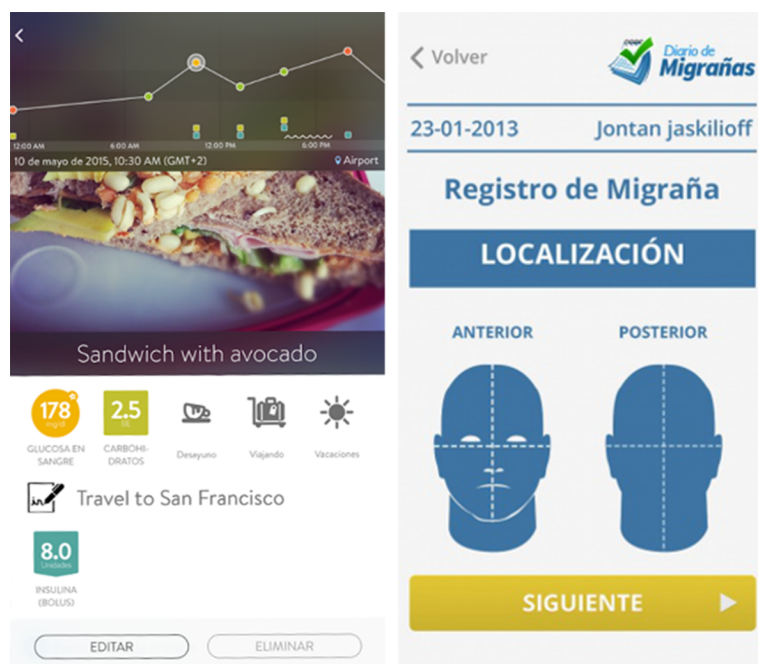 12:00 AM 6:00 AM 12:00 PM 6:00 PM
10 de mayo de 2015, 10:30 AM (GMT+2) Airport
Sandwich with avocado
178
mg/dl
2.5
GLUCOSA EN
SANGRE
CARBOHI-
DRATOS
Desayuno
Viajando
Vacaciones
Travel to San Francisco
8.0
Unidades
INSULINA
(BOLUS)
EDITAR
ELIMINAR
Volver
Diario de
Migrañas
23-01-2013 Jontan jaskilioff
Registro de Migraña
LOCALIZACIÓN
ANTERIOR POSTERIOR
SIGUIENTE